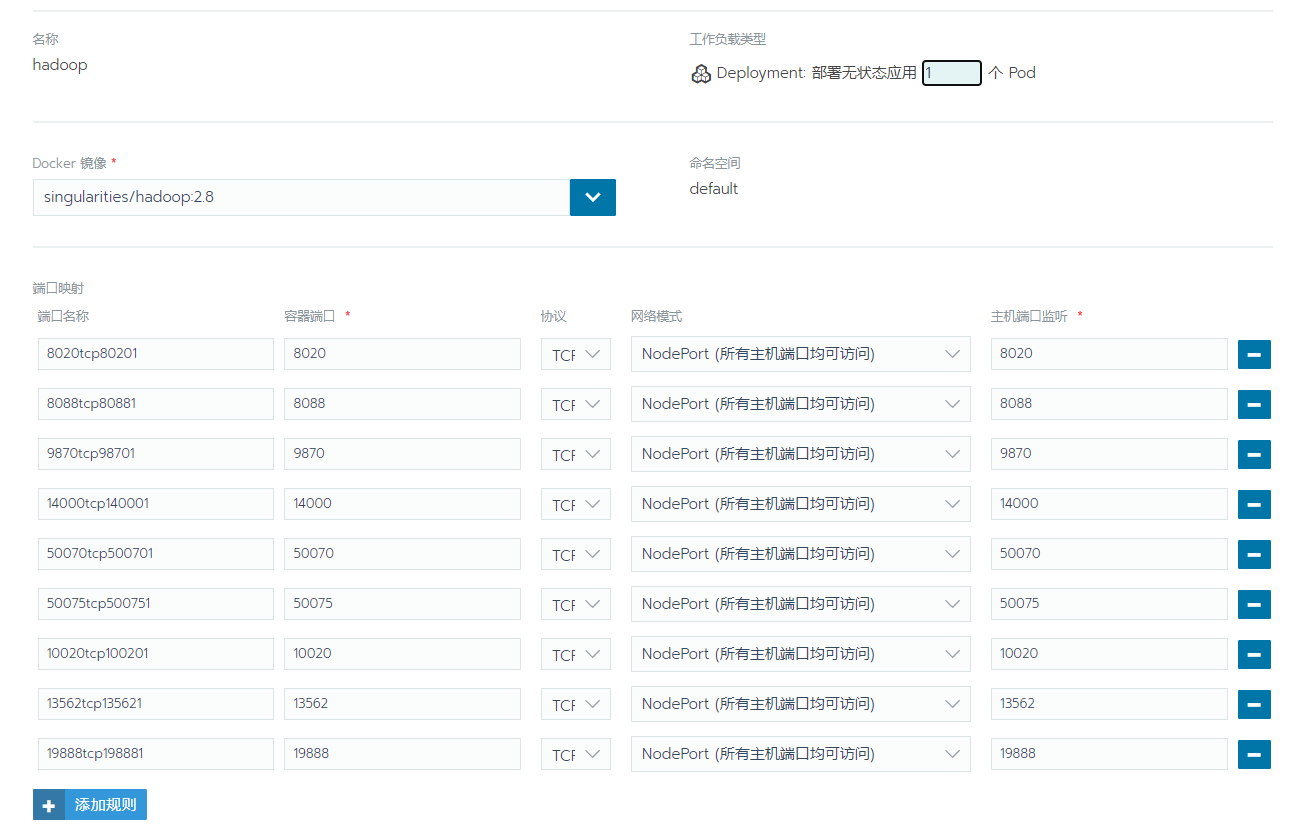 名称 工作负载类型
hadoop Deployment: 部署无状态应用 1 个 Pod
Docker 镜像 * 命名空间
singularities/hadoop:2.8 default
端口映射
端口名称 容器端口 * 协议 网络模式 主机端口监听 *
8020tcp80201 8020 TCP NodePort (所有主机端口均可访问) 8020
8088tcp80881 8088 TCP NodePort (所有主机端口均可访问) 8088
9870tcp98701 9870 TCP NodePort (所有主机端口均可访问) 9870
14000tcp140001 14000 TCP NodePort (所有主机端口均可访问) 14000
50070tcp500701 50070 TCP NodePort (所有主机端口均可访问) 50070
50075tcp500751 50075 TCP NodePort (所有主机端口均可访问) 50075
10020tcp100201 10020 TCP NodePort (所有主机端口均可访问) 10020
13562tcp135621 13562 TCP NodePort (所有主机端口均可访问) 13562
19888tcp198881 19888 TCP NodePort (所有主机端口均可访问) 19888
添加规则